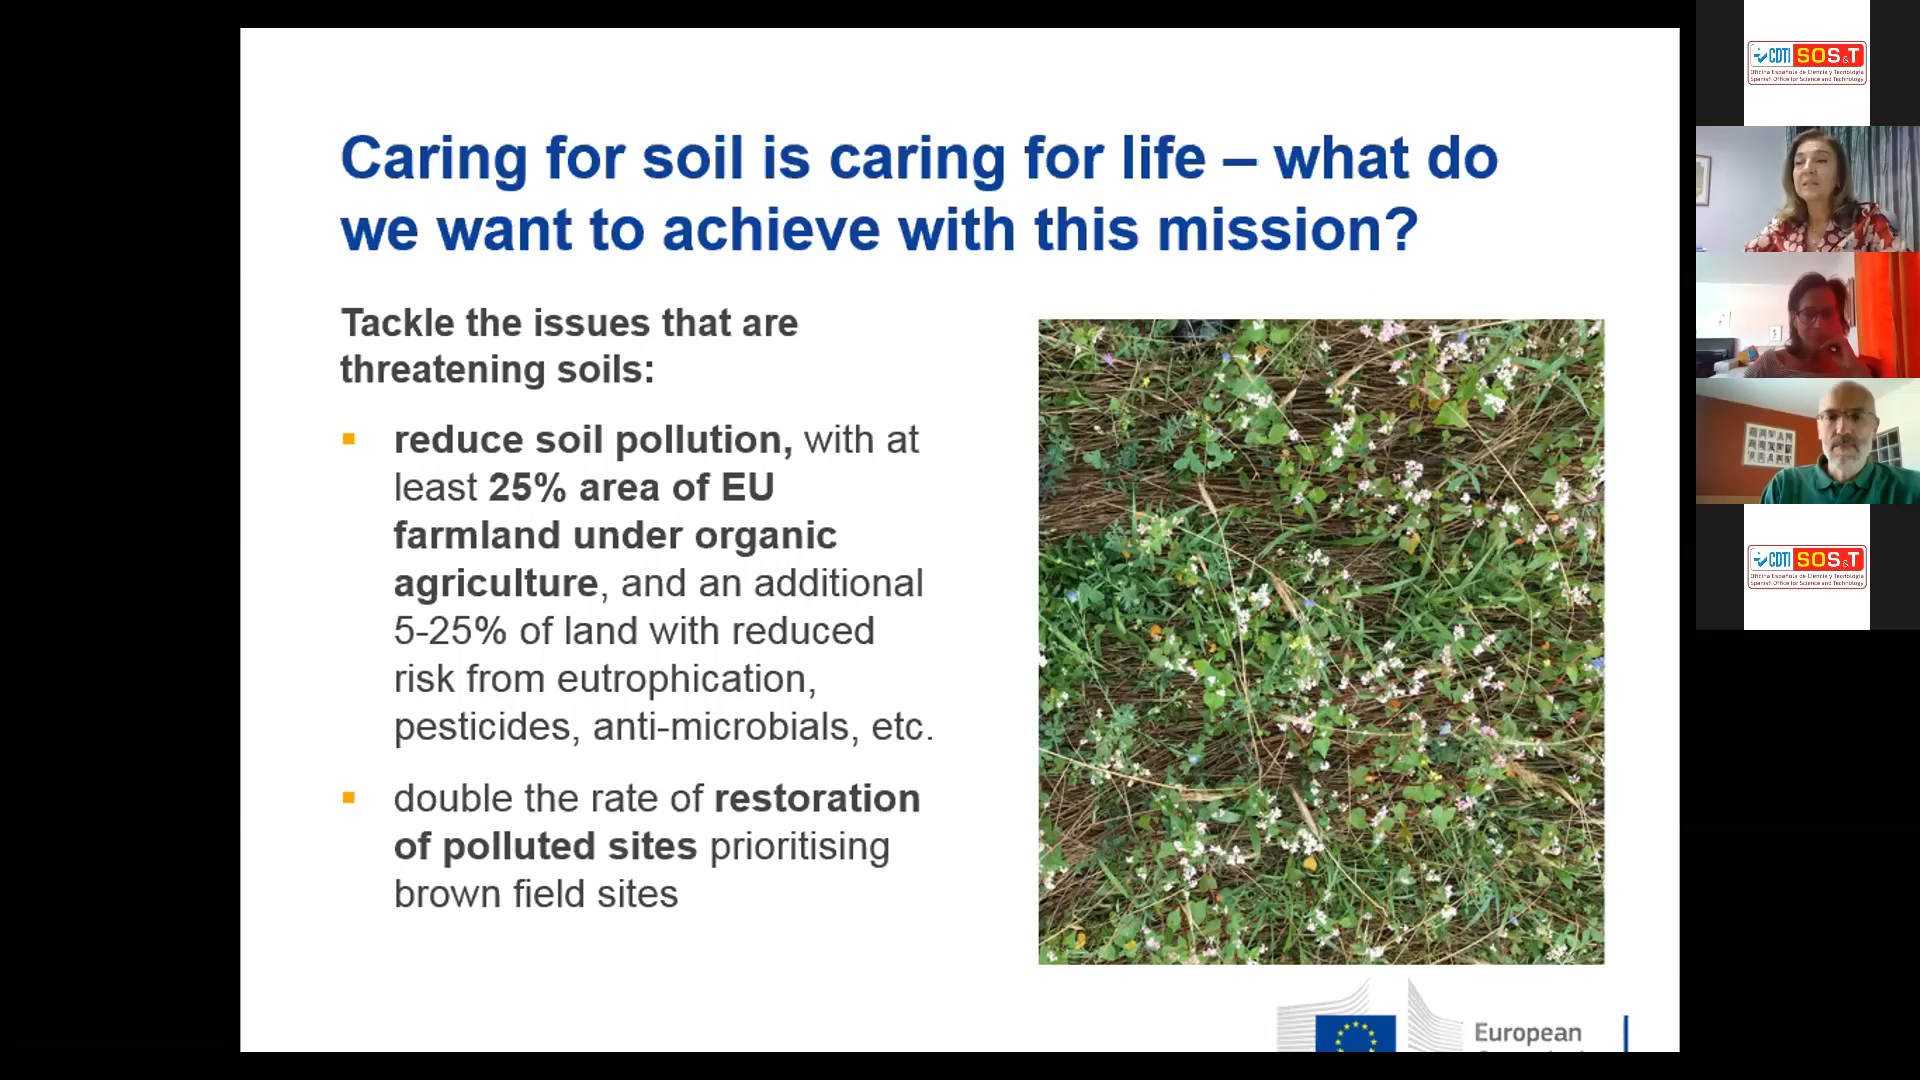 Caring for soil is caring for life – what do
we want to achieve with this mission?
Tackle the issues that are
threatening soils:
reduce soil pollution, with at
least 25% area of EU
farmland under organic
agriculture, and an additional
5-25% of land with reduced
risk from eutrophication,
pesticides, anti-microbials, etc.
double the rate of restoration
of polluted sites prioritising
brown field sites
European
CDTI SOS&T
Oficina Española de Ciencia y Tecnología
Spanish Office for Science and Technology
CDTI SOS&T
Oficina Española de Ciencia y Tecnología
Spanish Office for Science and Technology